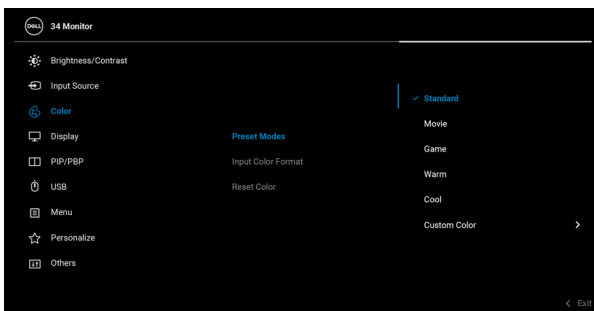 DELL 34 Monitor
Brightness/Contrast
Input Source
Color
Display
PIP/PBP
USB
Menu
Personalize
Others
Preset Modes
Input Color Format
Reset Color
Standard
Movie
Game
Warm
Cool
Custom Color
Exit